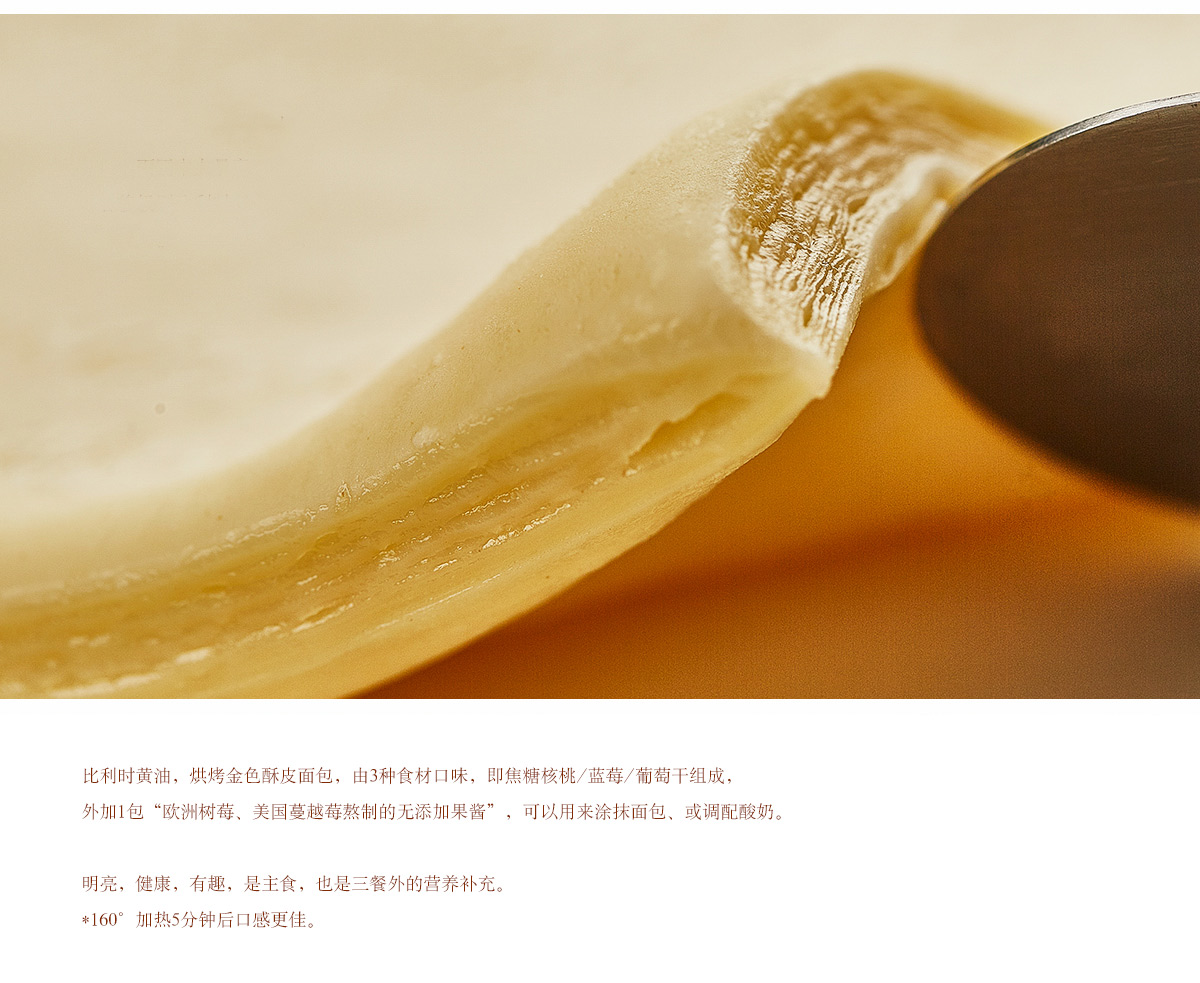 比利时黄油，烘烤金色酥皮面包，由3种食材口味，即焦糖核桃/蓝莓/葡萄干组成，
外加1包“欧洲树莓、美国蔓越莓熬制的无添加果酱”，可以用来涂抹面包、或调配酸奶。
明亮，健康，有趣，是主食，也是三餐外的营养补充。
*160°加热5分钟后口感更佳。